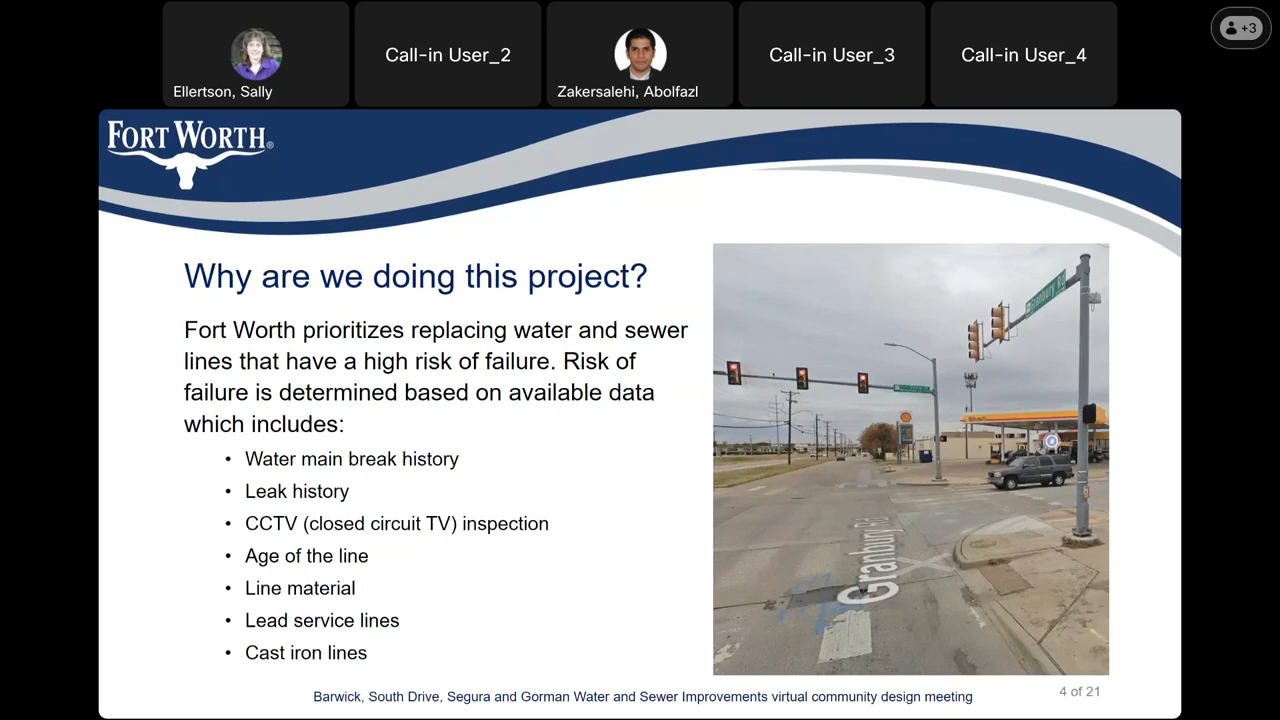 +3
Ellertson, Sally
Call-in User_2
Zakersalehi, Abolfazl
Call-in User_3
Call-in User_4
FORT WORTH®
Why are we doing this project?
Fort Worth prioritizes replacing water and sewer
lines that have a high risk of failure. Risk of
failure is determined based on available data
which includes:
• Water main break history
• Leak history
• CCTV (closed circuit TV) inspection
• Age of the line
• Line material
• Lead service lines
• Cast iron lines
Granbury Rd
Granbury Rd
Barwick, South Drive, Segura and Gorman Water and Sewer Improvements virtual community design meeting
4 of 21